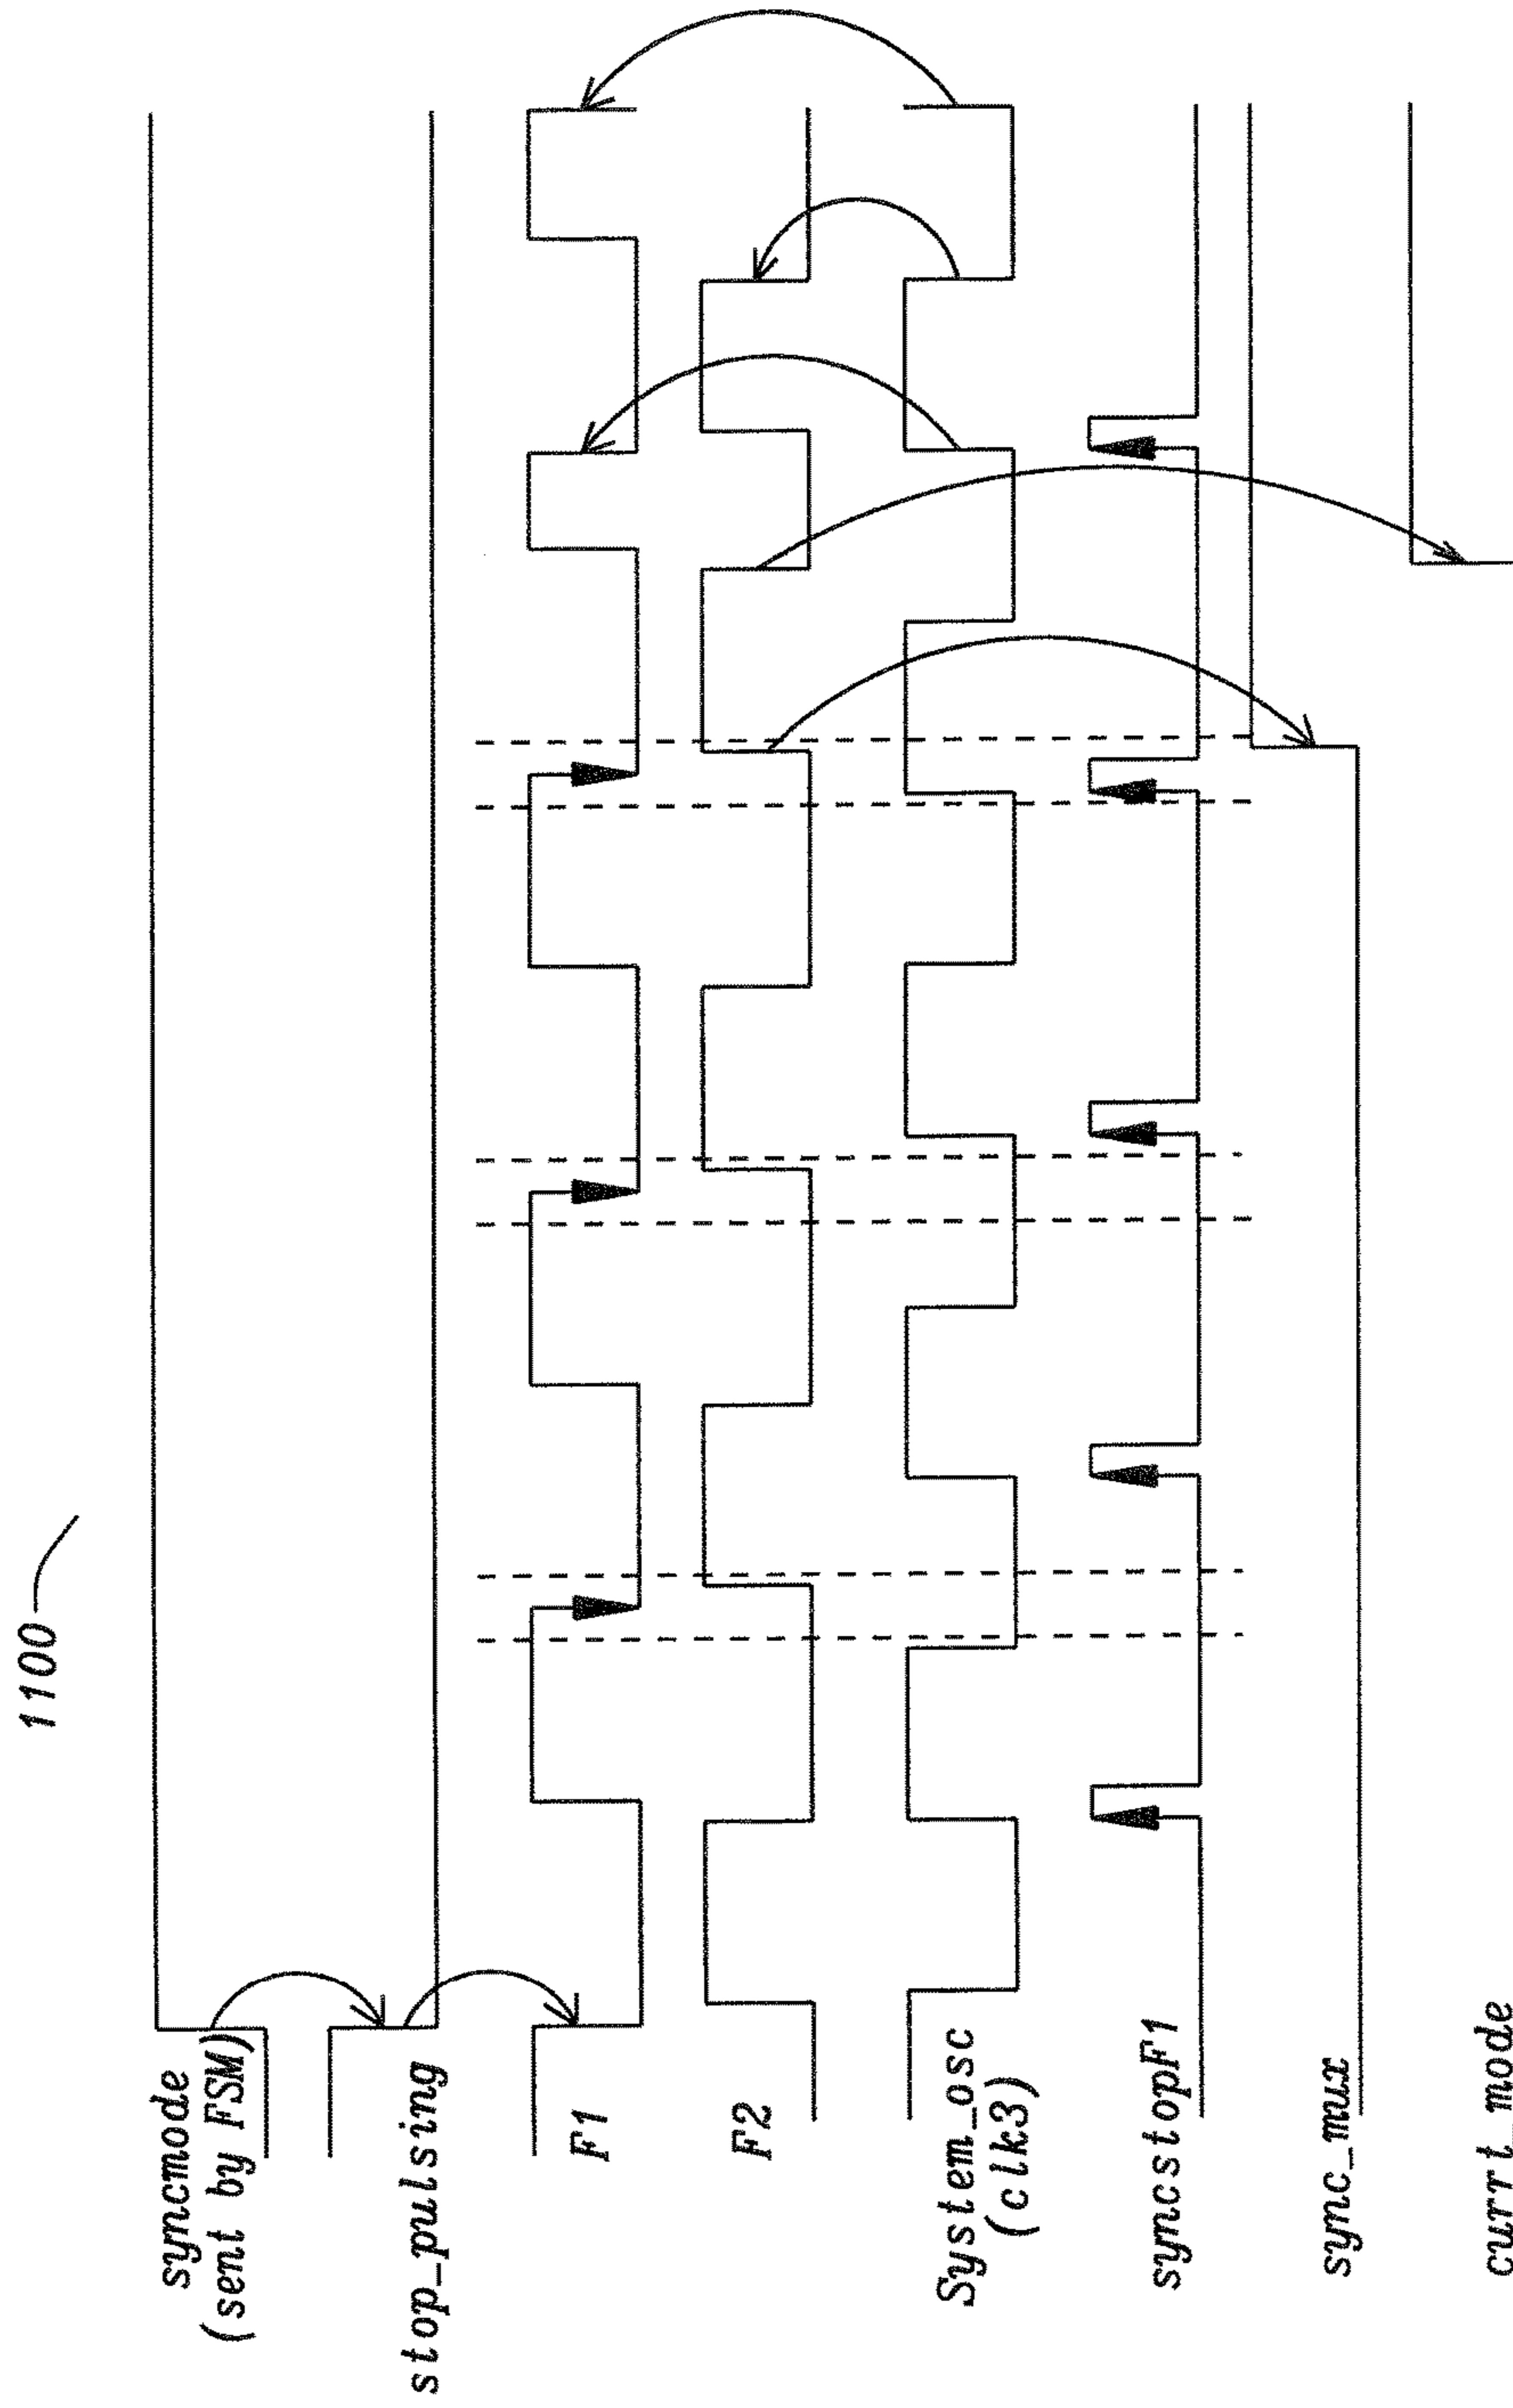 1100
syncmode
(sent by FSM)
stop_pulsing
F1
F2
System_osc
(clk3)
syncstopF1
sync_mux
currt_mode